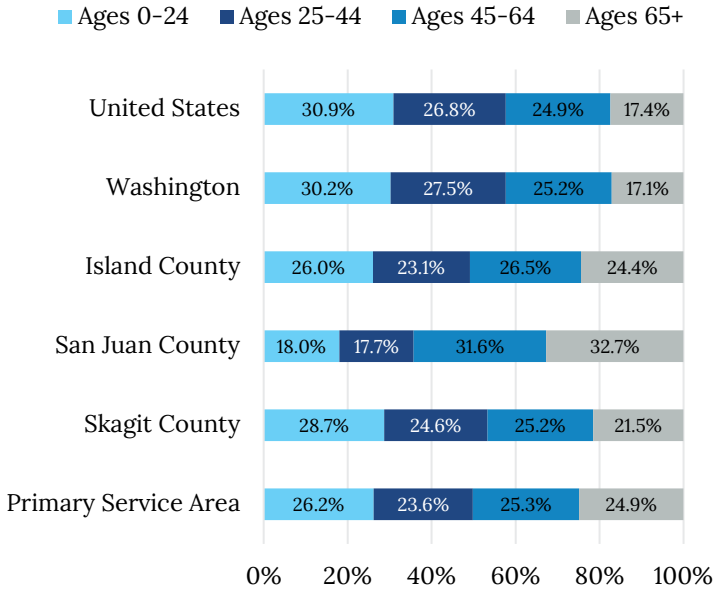 Ages 0-24 Ages 25-44 Ages 45-64 Ages 65+
United States 30.9% 26.8% 24.9% 17.4%
Washington 30.2% 27.5% 25.2% 17.1%
Island County 26.0% 23.1% 26.5% 24.4%
San Juan County 18.0% 17.7% 31.6% 32.7%
Skagit County 28.7% 24.6% 25.2% 21.5%
Primary Service Area 26.2% 23.6% 25.3% 24.9%
0% 20% 40% 60% 80% 100%